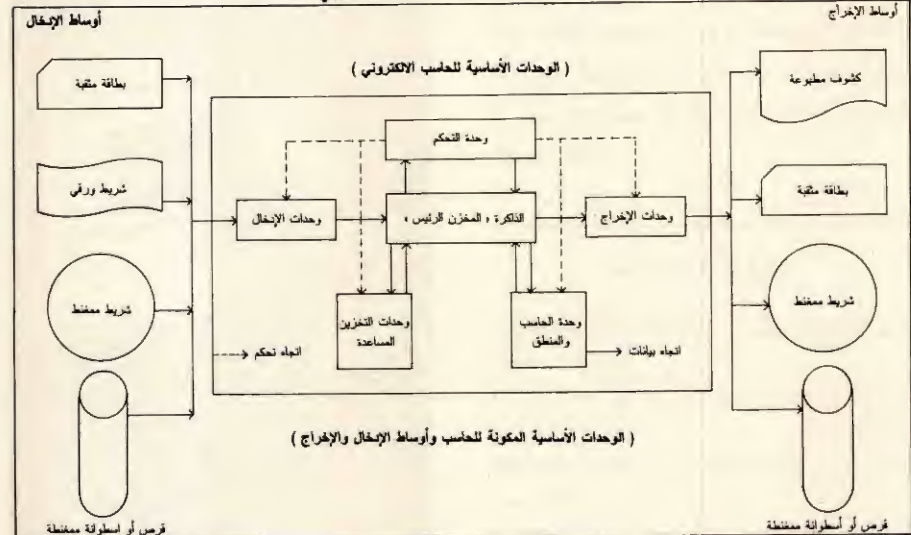 أوساط الإخراج
أوساط الإدخال
( الوحدات الأساسية للحاسب الالكتروني )
كشوف مطبوعة
بطاقة مثقبة
وحدة التحكم
بطاقة مثقبة
شريط ورقي
وحدات الإخراج
الذاكرة « المخزن الرئيس »
وحدات الإدخال
شريط ممغنط
شريط ممغنط
وحدة الحاسب
والمنطق
وحدات التخزين
المساعدة
اتجاه بيانات
اتجاه تحكم
( الوحدات الأساسية المكونة للحاسب وأوساط الإدخال والإخراج )
قرص أو أسطوانة ممغنطة
قرص أو اسطوانة ممغنطة